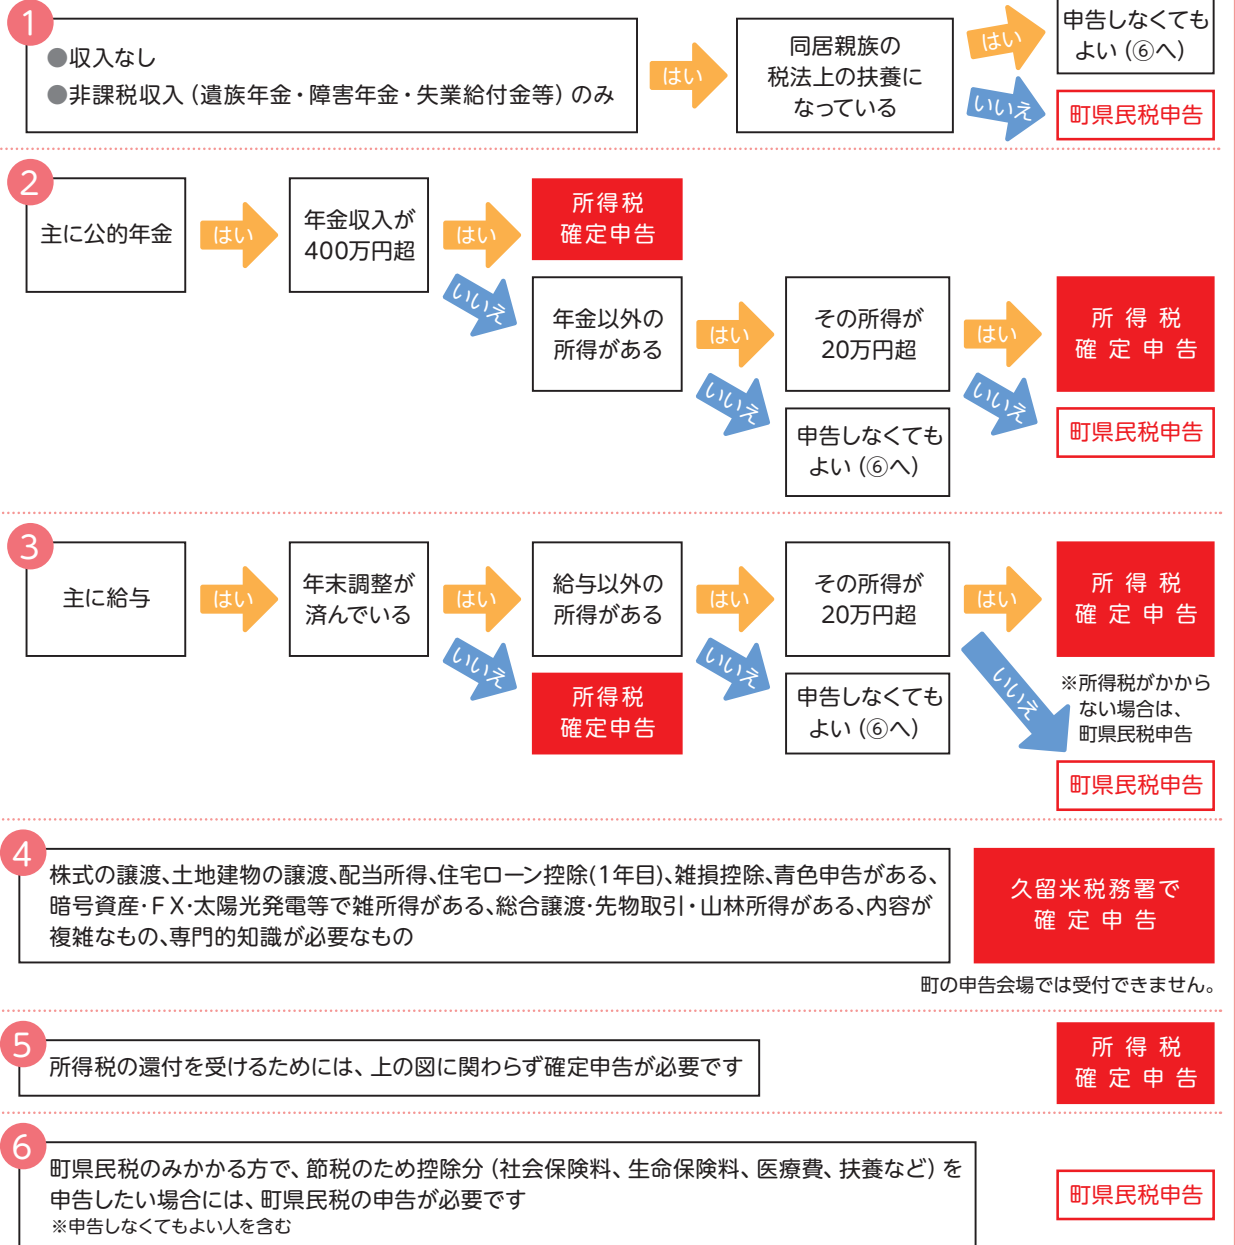 1
●収入なし
●非課税収入（遺族年金・障害年金・失業給付金等）のみ
はい
同居親族の
税法上の扶養に
なっている
はい
申告しなくても
よい（⑥へ）
いいえ
町県民税申告
2
主に公的年金
はい
年金収入が
400万円超
はい
所得税
確定申告
いいえ
年金以外の
所得がある
はい
その所得が
20万円超
はい
所得税
確定申告
いいえ
町県民税申告
いいえ
申告しなくても
よい（⑥へ）
3
主に給与
はい
年末調整が
済んでいる
はい
給与以外の
所得がある
はい
その所得が
20万円超
はい
所得税
確定申告
いいえ
所得税
確定申告
いいえ
申告しなくても
よい（⑥へ）
いいえ
※所得税がかから
ない場合は、
町県民税申告
町県民税申告
4
株式の譲渡、土地建物の譲渡、配当所得、住宅ローン控除(1年目)、雑損控除、青色申告がある、
暗号資産・FX・太陽光発電等で雑所得がある、総合譲渡・先物取引・山林所得がある、内容が
複雑なもの、専門的知識が必要なもの
久留米税務署で
確定申告
町の申告会場では受付できません。
5
所得税の還付を受けるためには、上の図に関わらず確定申告が必要です
所得税
確定申告
6
町県民税のみかかる方で、節税のため控除分（社会保険料、生命保険料、医療費、扶養など）を
申告したい場合には、町県民税の申告が必要です
※申告しなくてもよい人を含む
町県民税申告